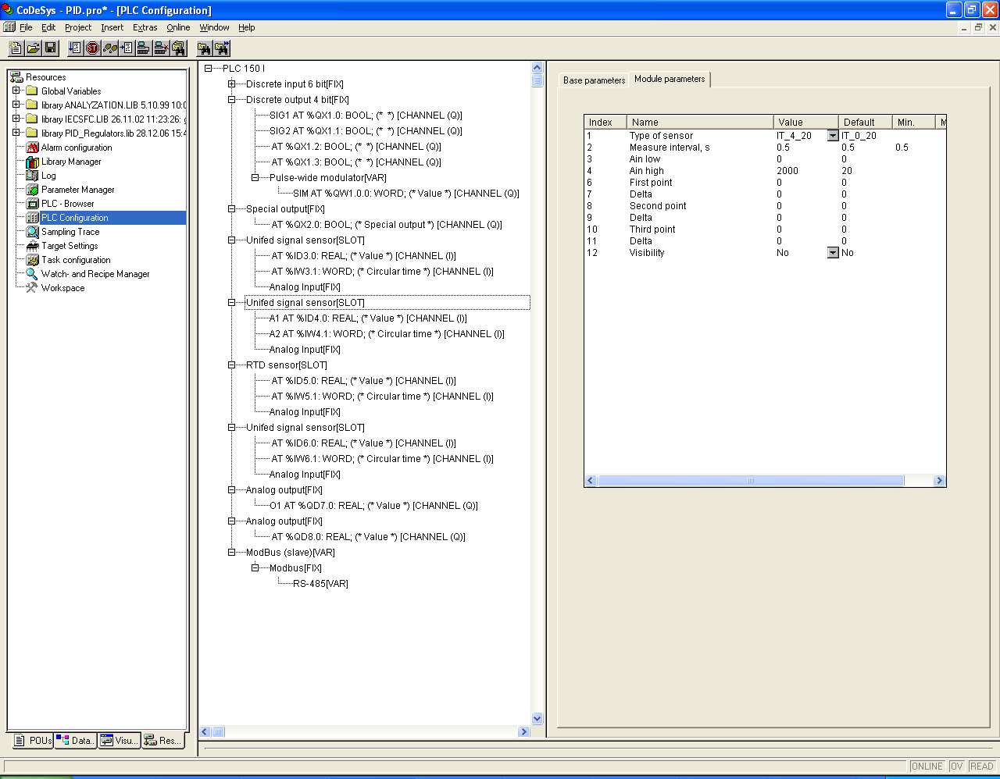 CoDeSys - PID.pro* - [PLC Configuration]
File Edit Project Insert Extras Online Window Help
Resources
Global Variables
library ANALYZATION.LIB 5.10.99 10:0
library IECSFC.LIB 26.11.02 11:23:26: g
library PID_Regulators.lib 28.12.06 15:4
Alarm configuration
Library Manager
Log
Parameter Manager
PLC - Browser
PLC Configuration
Sampling Trace
Target Settings
Task configuration
Watch- and Recipe Manager
Workspace
POUs Data.. Visu... Res...
PLC 150 I
Discrete input 6 bit[FIX]
Discrete output 4 bit[FIX]
SIG1 AT %QX1.0: BOOL; (* *) [CHANNEL (Q)]
SIG2 AT %QX1.1: BOOL; (* *) [CHANNEL (Q)]
AT %QX1.2: BOOL; (* *) [CHANNEL (Q)]
AT %QX1.3: BOOL; (* *) [CHANNEL (Q)]
Pulse-wide modulator[VAR]
SIM AT %QW1.0.0: WORD; (* Value *) [CHANNEL (Q)]
Special output[FIX]
AT %QX2.0: BOOL; (* Special output *) [CHANNEL (Q)]
Unifed signal sensor[SLOT]
AT %ID3.0: REAL; (* Value *) [CHANNEL (I)]
AT %IW3.1: WORD; (* Circular time *) [CHANNEL (I)]
Analog Input[FIX]
Unifed signal sensor[SLOT]
A1 AT %ID4.0: REAL; (* Value *) [CHANNEL (I)]
A2 AT %IW4.1: WORD; (* Circular time *) [CHANNEL (I)]
Analog Input[FIX]
RTD sensor[SLOT]
AT %ID5.0: REAL; (* Value *) [CHANNEL (I)]
AT %IW5.1: WORD; (* Circular time *) [CHANNEL (I)]
Analog Input[FIX]
Unifed signal sensor[SLOT]
AT %ID6.0: REAL; (* Value *) [CHANNEL (I)]
AT %IW6.1: WORD; (* Circular time *) [CHANNEL (I)]
Analog Input[FIX]
Analog output[FIX]
O1 AT %QD7.0: REAL; (* Value *) [CHANNEL (Q)]
Analog output[FIX]
AT %QD8.0: REAL; (* Value *) [CHANNEL (Q)]
ModBus (slave)[VAR]
Modbus[FIX]
RS-485[VAR]
Base parameters Module parameters
Index Name Value Default Min. M
1 Type of sensor IT_4_20 IT_0_20
2 Measure interval, s 0.5 0.5 0.5
3 Ain low 0 0
4 Ain high 2000 20
6 First point 0 0
7 Delta 0 0
8 Second point 0 0
9 Delta 0 0
10 Third point 0 0
11 Delta 0 0
12 Visibility No No
ONLINE OV READ